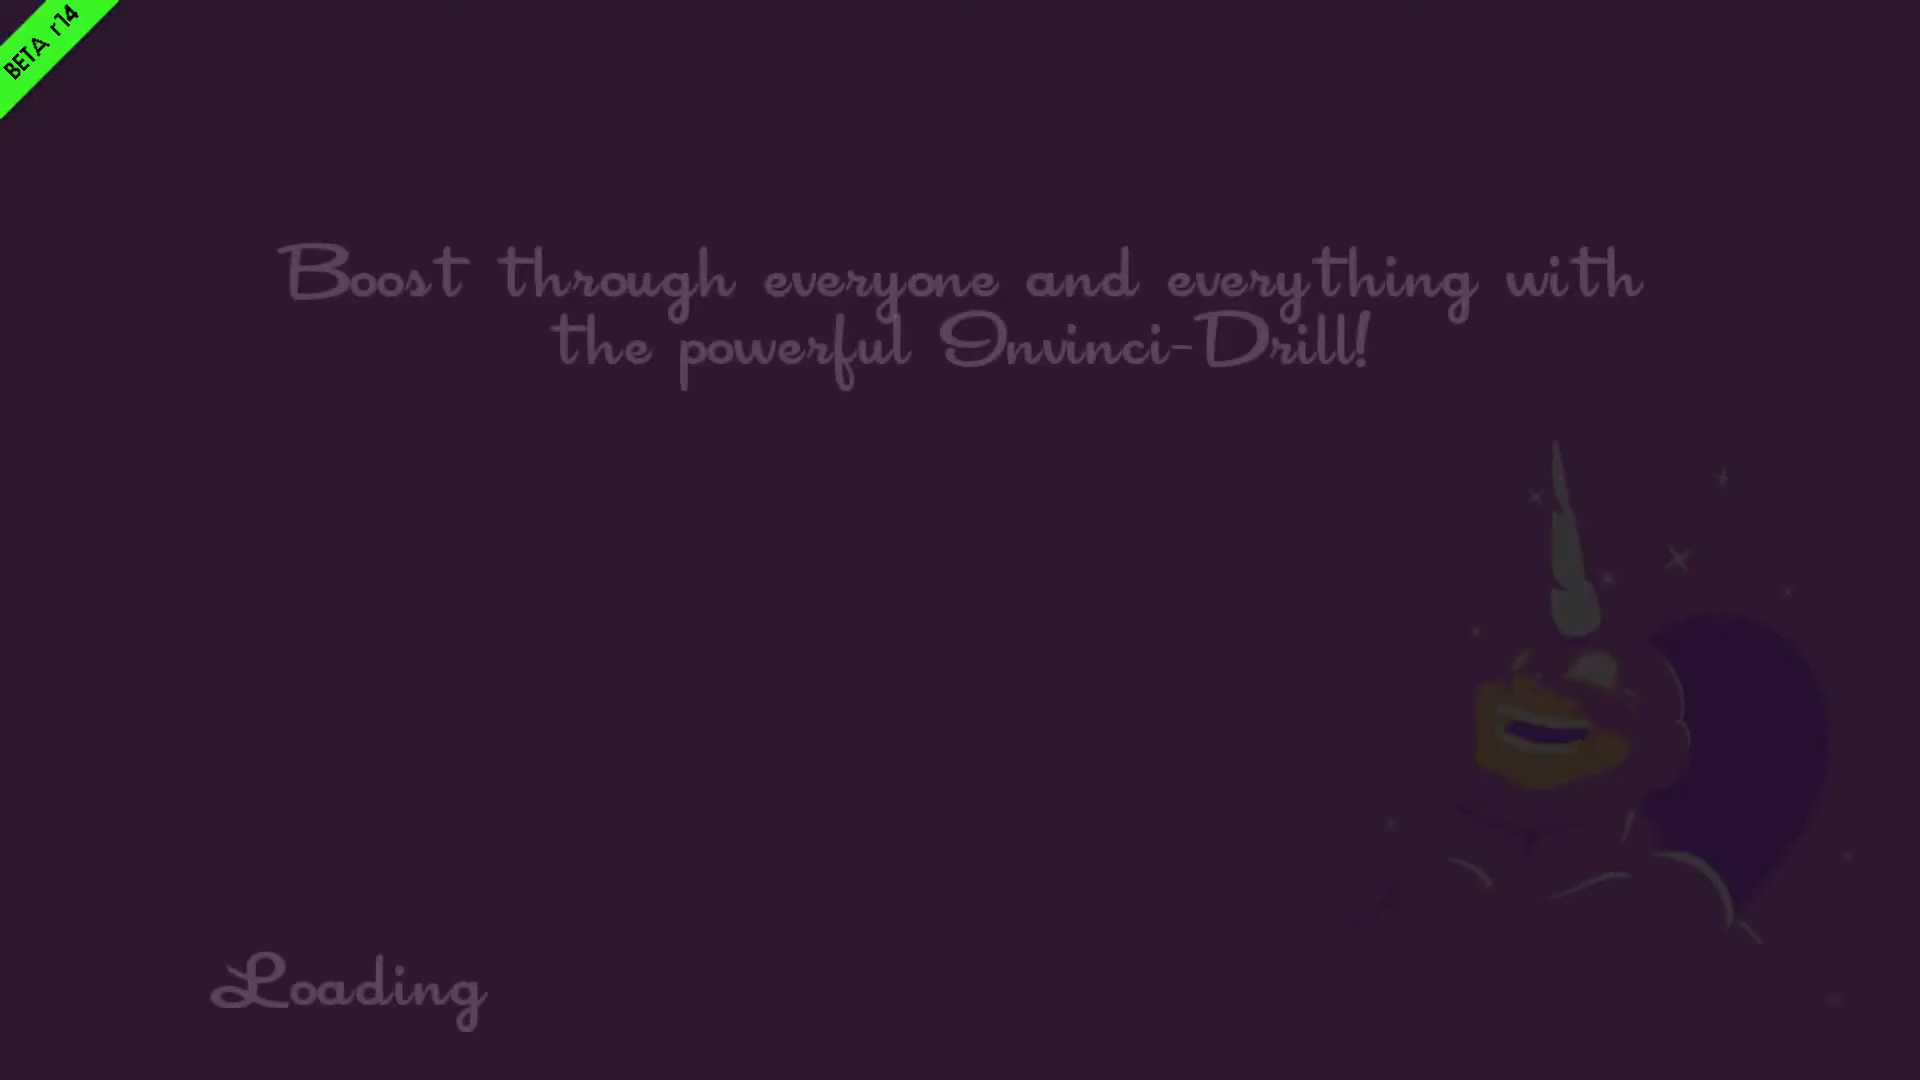 BETA r14
Boost through everyone and everything with
the powerful Invinci-Drill!
Loading